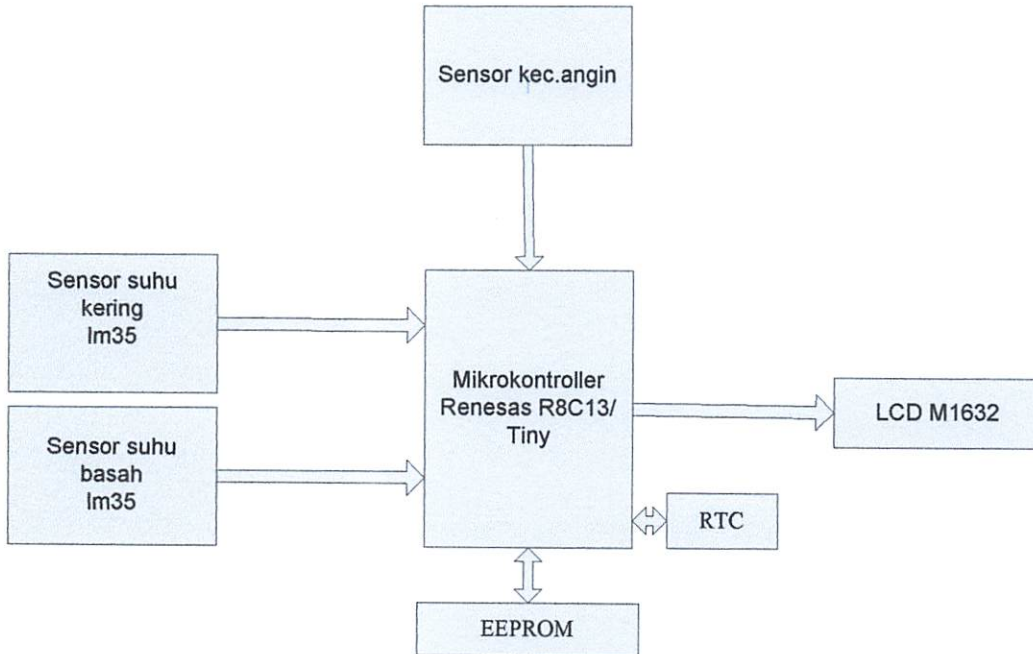 Sensor kec.angin
Sensor suhu
kering
lm35
Sensor suhu
basah
lm35
Mikrokontroller
Renesas R8C13/
Tiny
LCD M1632
RTC
EEPROM